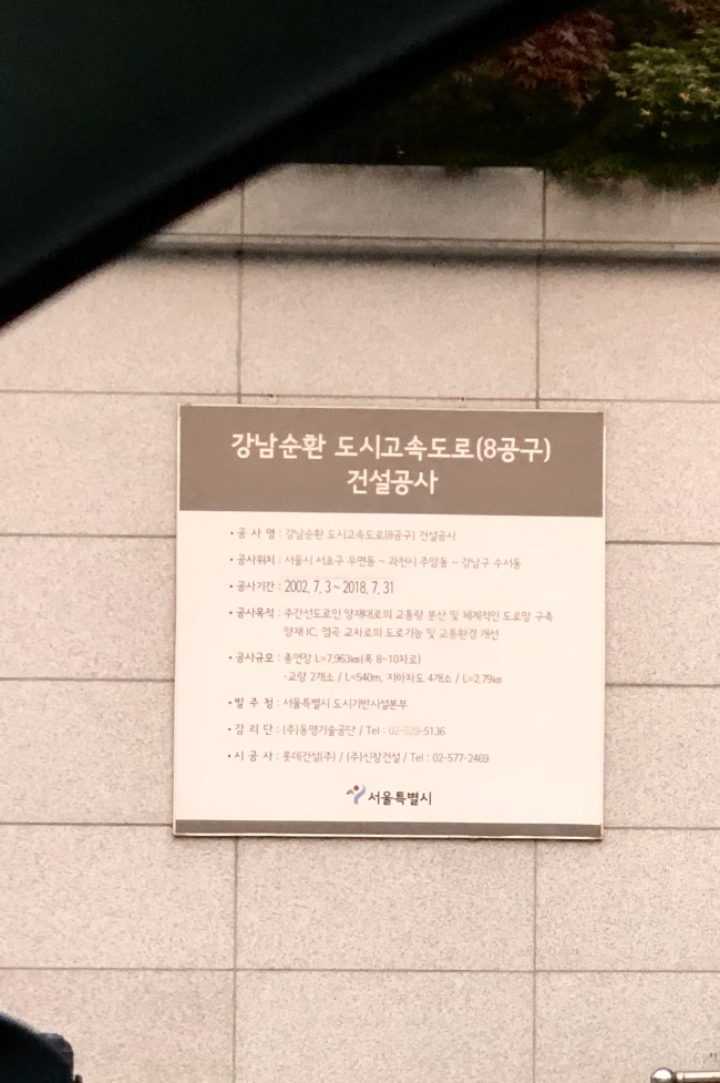 강남순환 도시고속도로(8공구)
건설공사
• 공 사 명 : 강남순환 도시고속도로(8공구) 건설공사
• 공사위치 : 서울시 서초구 우면동 ~ 과천시 주암동 ~ 강남구 수서동
• 공사기간 : 2002. 7. 3 ~ 2018. 7. 31
• 공사목적 : 주간선도로인 양재대로의 교통량 분산 및 체계적인 도로망 구축
양재 IC, 염곡 교차로의 도로기능 및 교통환경 개선
• 공사규모 : 총연장 L=7.963㎞(폭 8~10차로)
-교량 2개소 / L=540m, 지하차도 4개소 / L=2.79㎞
• 발 주 청 : 서울특별시 도시기반시설본부
• 감 리 단 : (주)동명기술공단 / Tel : 02-529-5136
• 시 공 사 : 롯데건설(주) / (주)신창건설 / Tel : 02-577-2469
서울특별시